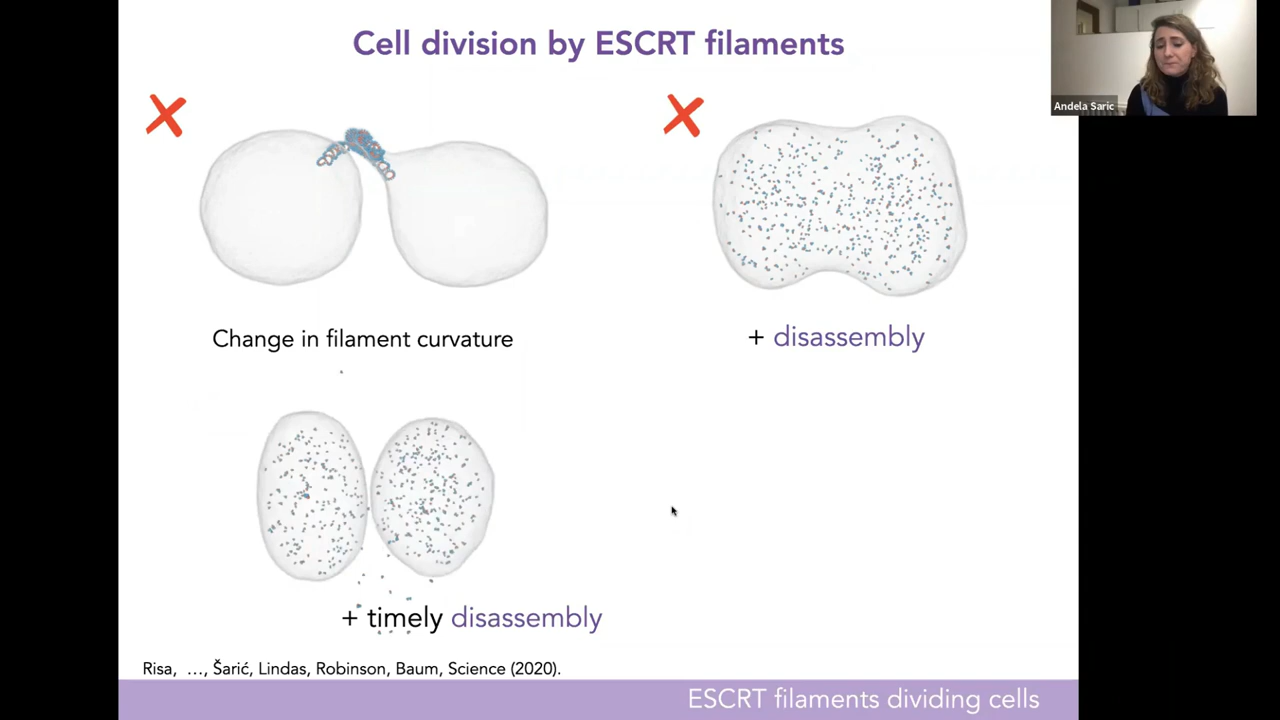 Cell division by ESCRT filaments
Andela Saric
Change in filament curvature
+ disassembly
+ timely disassembly
Risa, ..., Šarić, Lindas, Robinson, Baum, Science (2020).
ESCRT filaments dividing cells